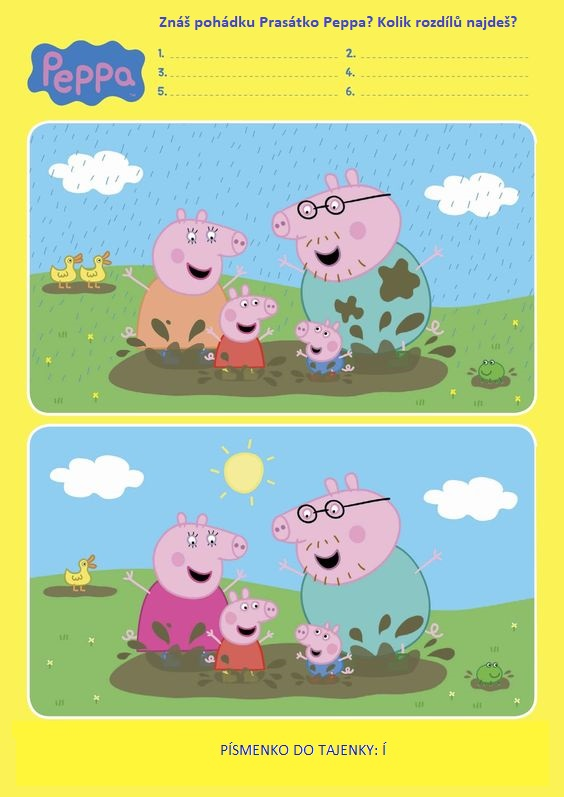 Znáš pohádku Prasátko Peppa? Kolik rozdílů najdeš?
Peppa
1. 2.
3. 4.
5. 6.
PÍSMENKO DO TAJENKY: Í